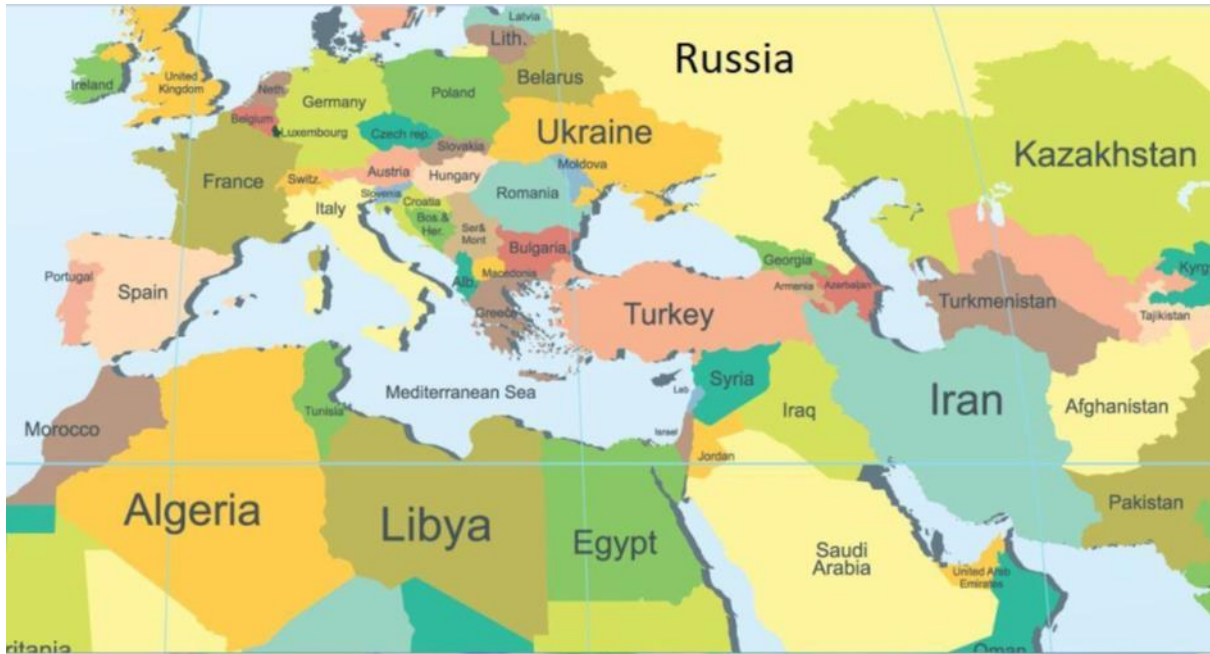 Latvia
Lith.
Russia
Ireland
United
Kingdom
Neth.
Belarus
Germany
Poland
Belgium
Luxembourg
Czech rep.
Ukraine
Slovakia
Moldova
Kazakhstan
France
Switz.
Austria
Hungary
Slovenia
Romania
Italy
Croatia
Bos &
Her.
Ser&
Mont
Bulgaria
Georgia
Portugal
Spain
Macedonia
Alb.
Armenia
Azerbaijan
Kyrg
Turkmenistan
Tajikistan
Greece
Turkey
Syria
Mediterranean Sea
Leb
Iran
Iraq
Afghanistan
Tunisia
Morocco
Israel
Jordan
Algeria
Libya
Egypt
Pakistan
Saudi
Arabia
United Arab
Emirates
ritania
Oman